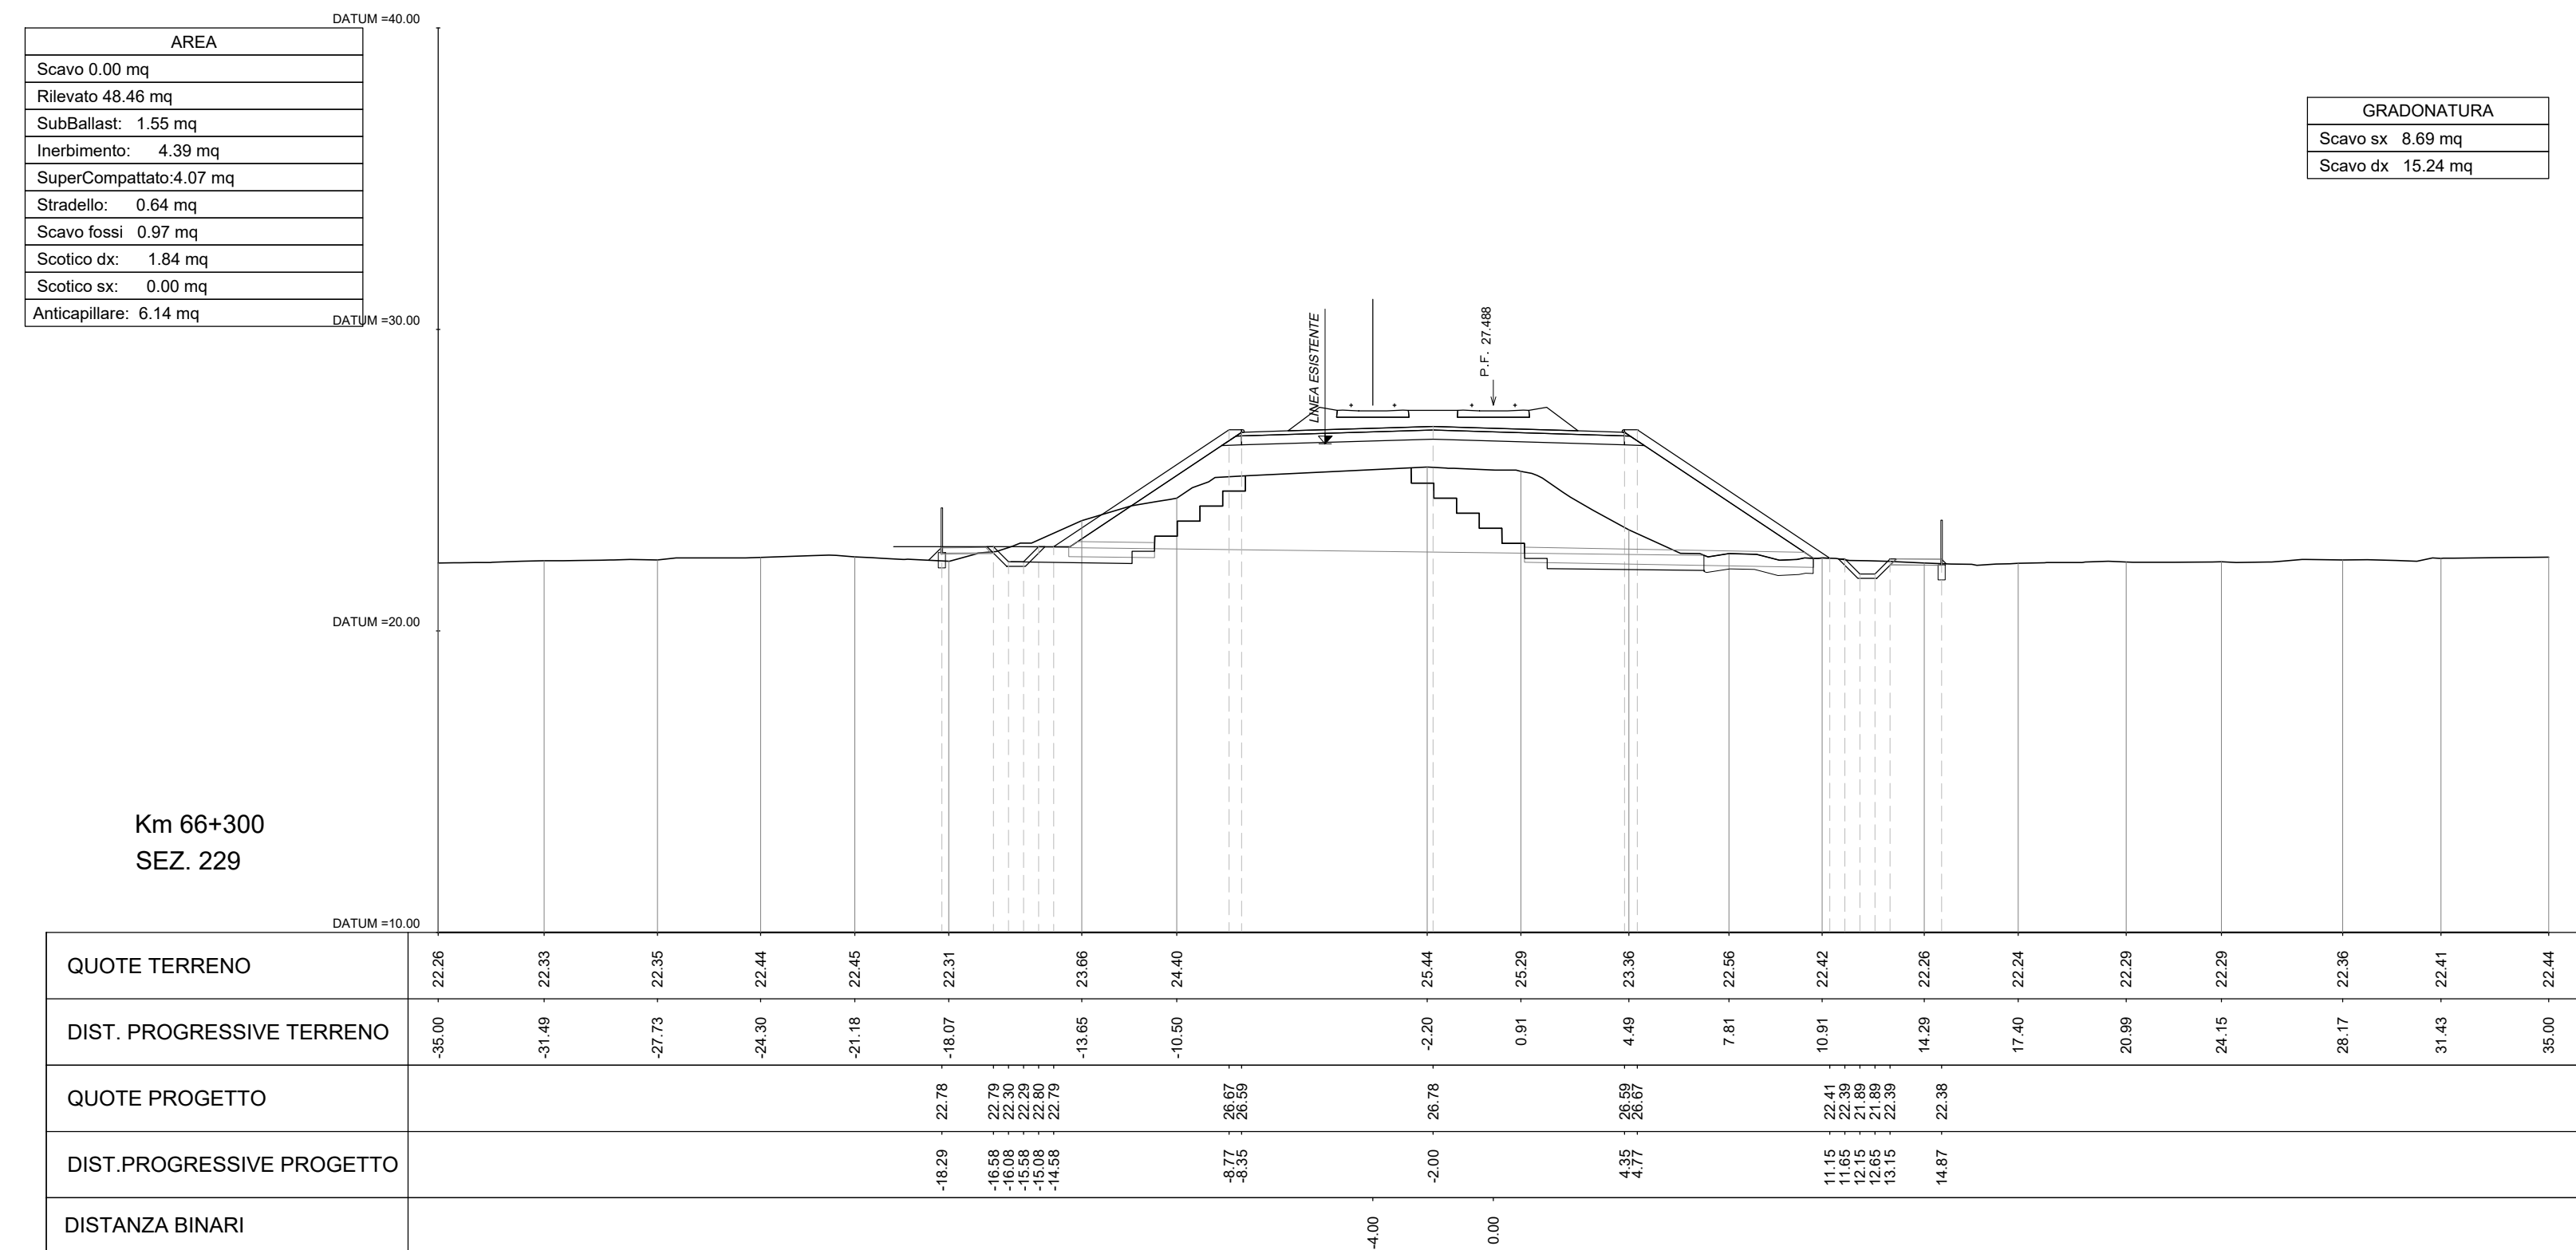 DATUM =40.00
AREA
Scavo 0.00 mq
Rilevato 48.46 mq
SubBallast: 1.55 mq
Inerbimento: 4.39 mq
SuperCompattato:4.07 mq
Stradello: 0.64 mq
Scavo fossi 0.97 mq
Scotico dx: 1.84 mq
Scotico sx: 0.00 mq
Anticapillare: 6.14 mq
GRADONATURA
Scavo sx 8.69 mq
Scavo dx 15.24 mq
DATUM =30.00
LINEA ESISTENTE
P.F. 27.488
DATUM =20.00
Km 66+300
SEZ. 229
DATUM =10.00
QUOTE TERRENO 22.26 22.33 22.35 22.44 22.45 22.31 23.66 24.40 25.44 25.29 23.36 22.56 22.42 22.26 22.24 22.29 22.29 22.36 22.41 22.44
DIST. PROGRESSIVE TERRENO -35.00 -31.49 -27.73 -24.30 -21.18 -18.07 -13.65 -10.50 -2.20 0.91 4.49 7.81 10.91 14.29 17.40 20.99 24.15 28.17 31.43 35.00
QUOTE PROGETTO 22.78 22.79 22.30 22.29 22.80 22.79 26.67 26.59 26.78 26.59 26.67 22.41 22.39 21.89 21.89 22.39 22.38
DIST.PROGRESSIVE PROGETTO -18.29 -16.58 -16.08 -15.58 -15.08 -14.58 -8.77 -8.35 -2.00 4.35 4.77 11.15 11.65 12.15 12.65 13.15 14.87
DISTANZA BINARI -4.00 0.00